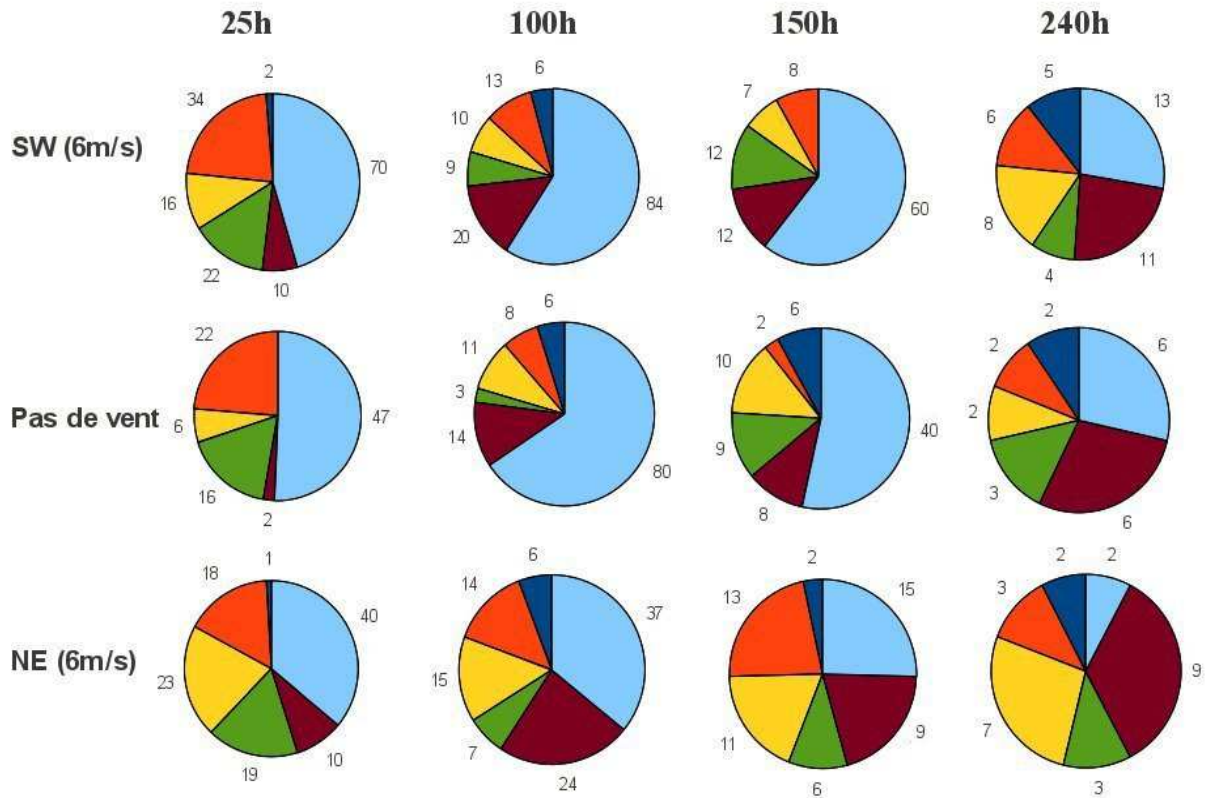 25h 100h 150h 240h
SW (6m/s)
2 34 70 16 22 10
6 13 10 84 9 20
8 7 12 60 12
5 13 6 8 11 4
Pas de vent
22 47 6 16 2
6 8 11 3 14 80
6 2 10 40 9 8
2 6 2 2 3 6
NE (6m/s)
1 18 40 23 10 19
6 14 37 15 7 24
2 15 13 11 9 6
2 2 3 9 7 3